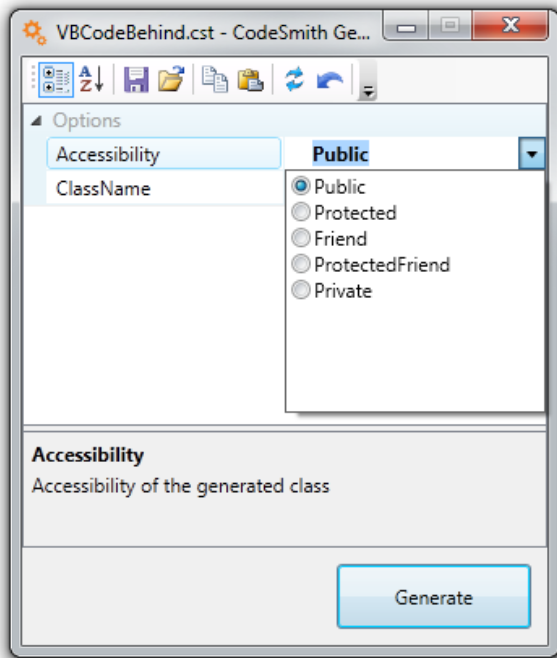 VBCodeBehind.cst - CodeSmith Ge...
A
Z
Options
Accessibility Public
ClassName
Public
Protected
Friend
ProtectedFriend
Private
Accessibility
Accessibility of the generated class
Generate